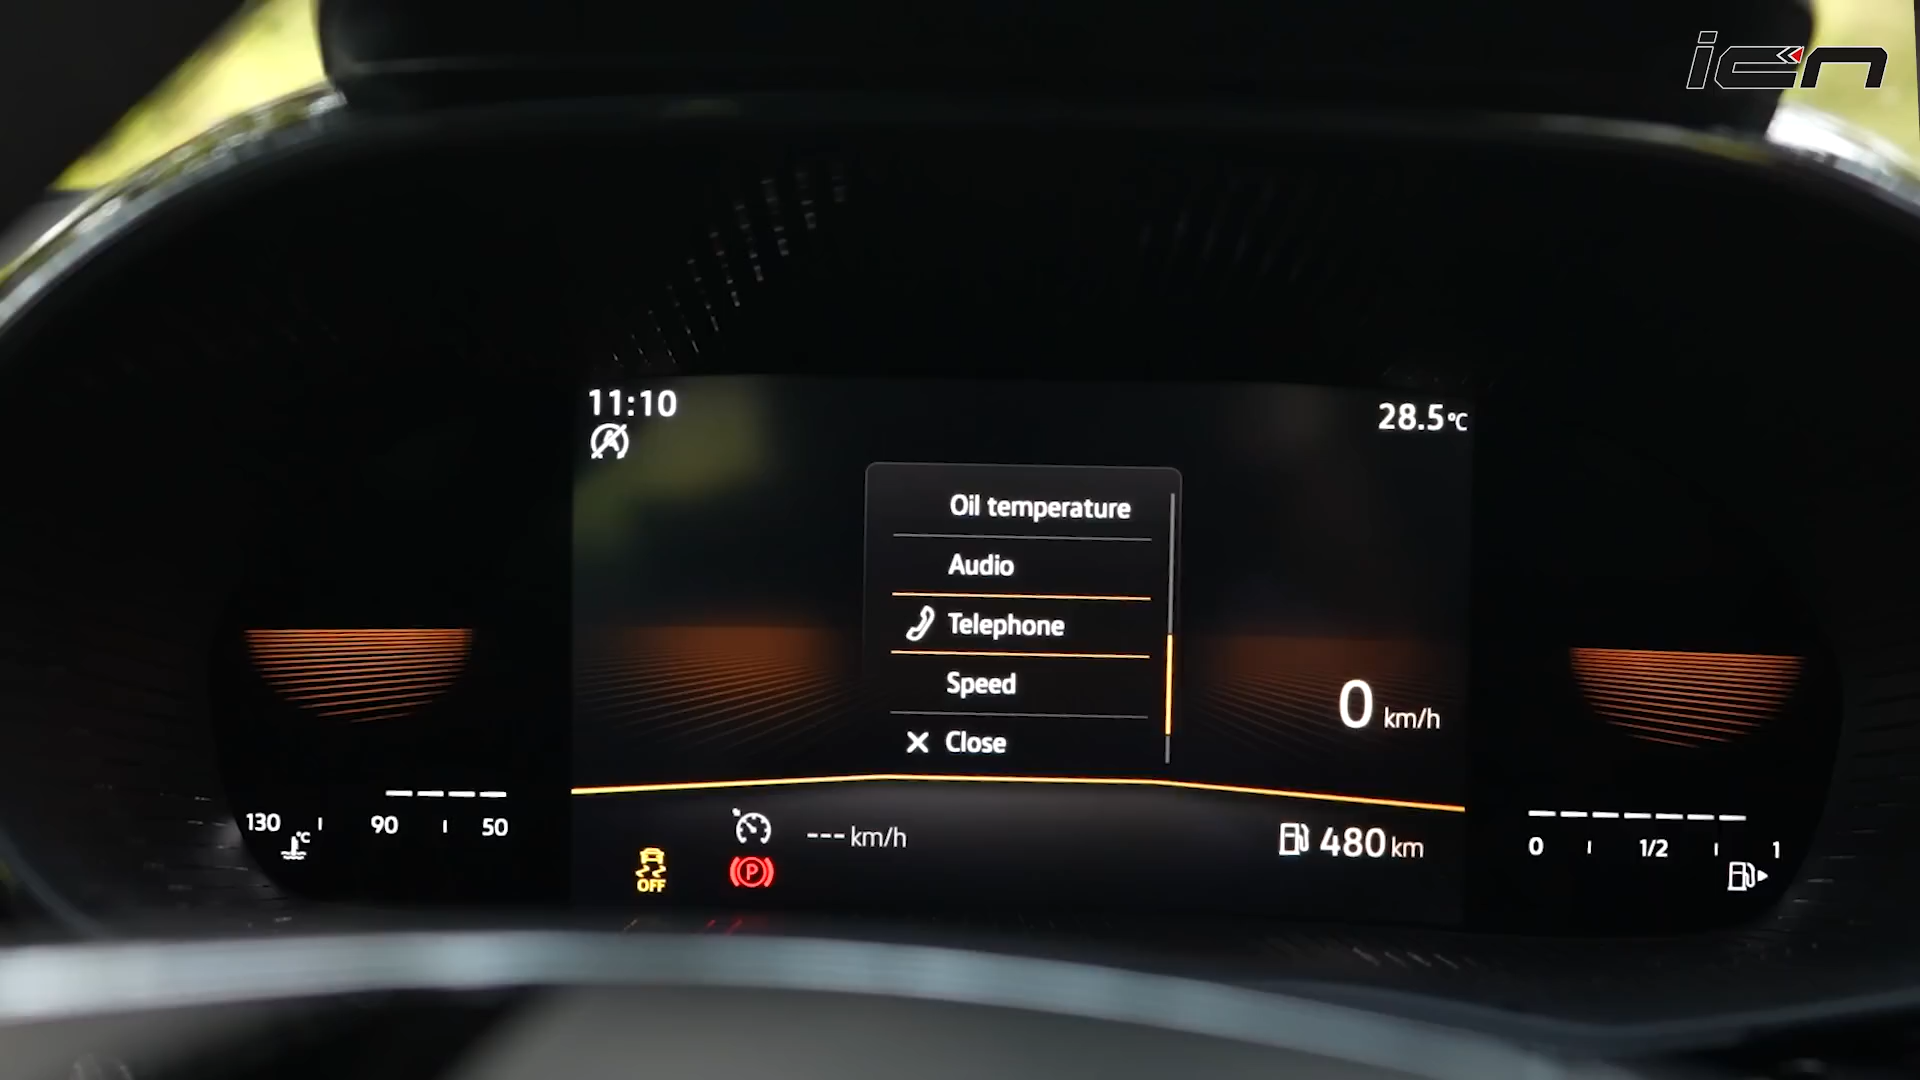 ien
11:10
28.5°C
Oil temperature
Audio
Telephone
Speed
Close
0 km/h
130 90 50
°C
--- km/h
480 km
0 1/2 1
OFF
P